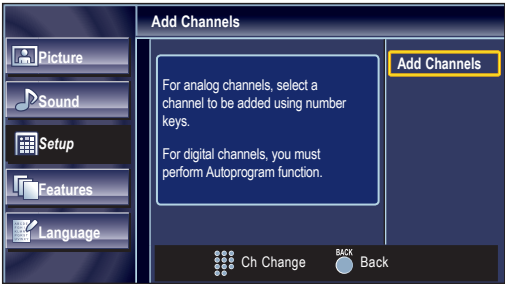 Add Channels
Picture
Sound
Setup
Features
Language
For analog channels, select a
channel to be added using number
keys.
For digital channels, you must
perform Autoprogram function.
Add Channels
Ch Change
BACK
Back